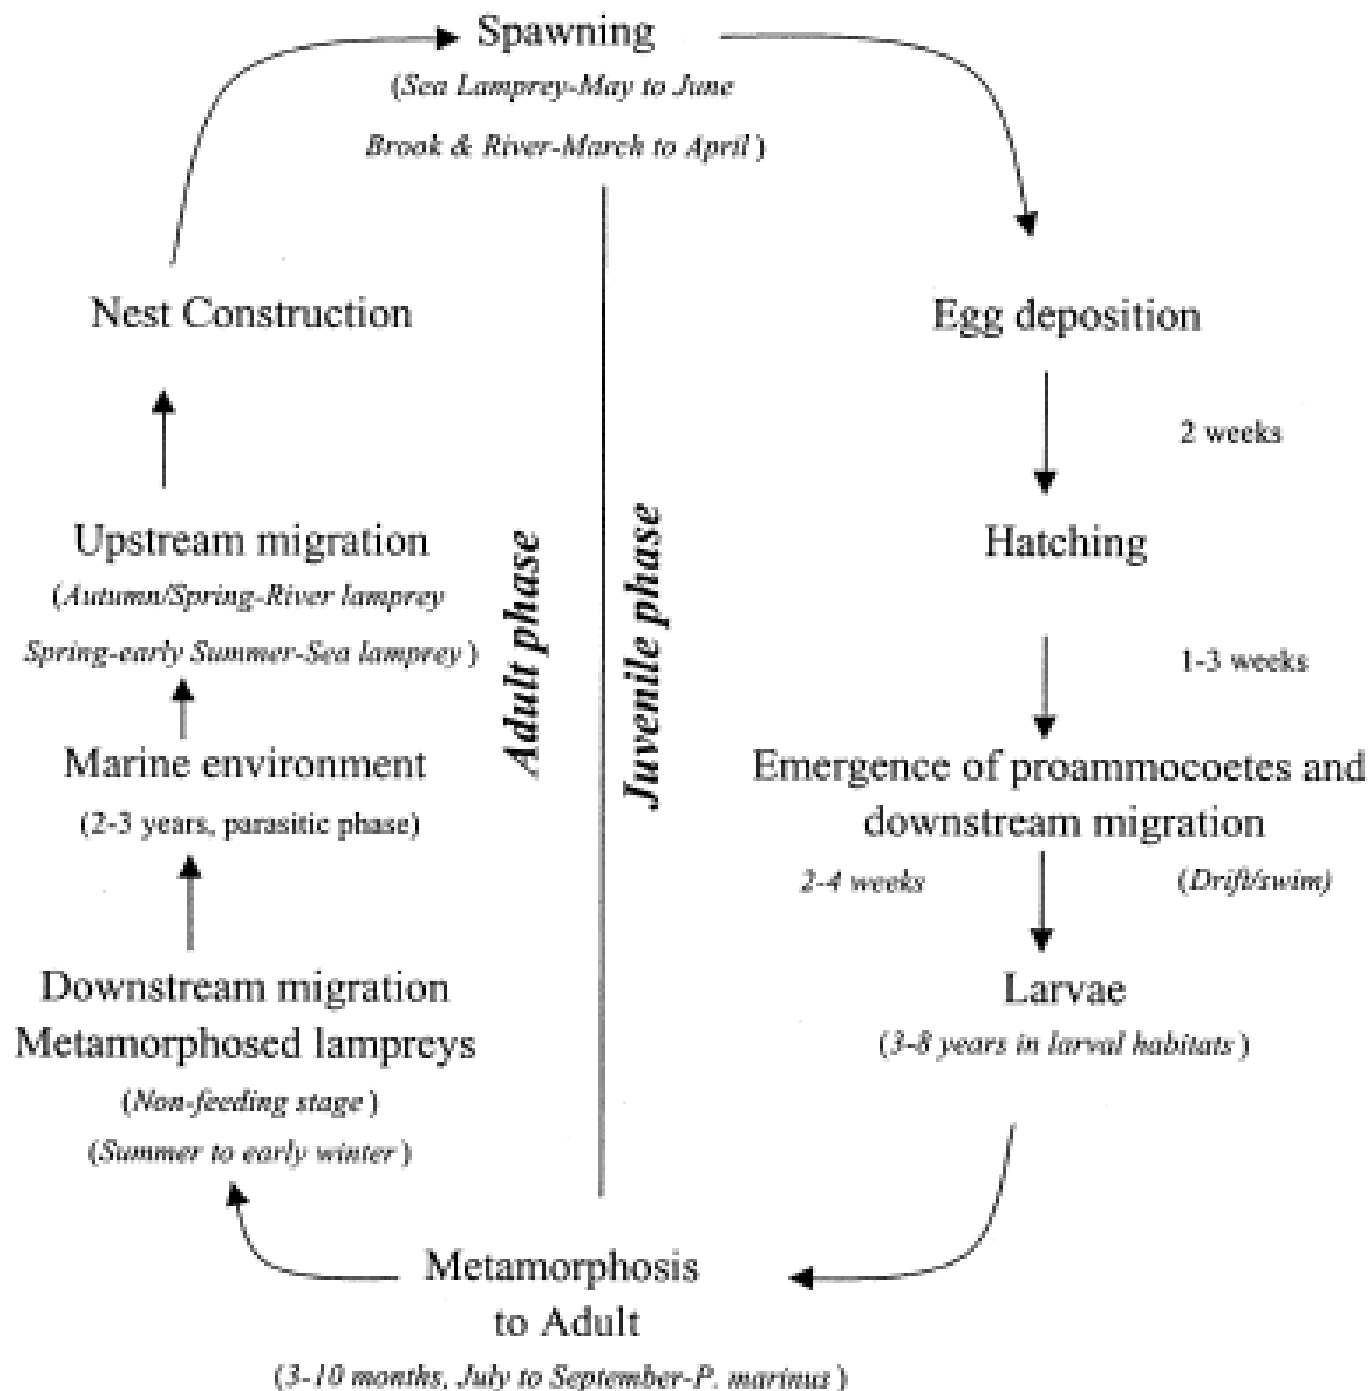 Spawning
(Sea Lamprey-May to June
Brook & River-March to April)
Nest Construction
Egg deposition
2 weeks
Upstream migration
(Autumn/Spring-River lamprey
Spring-early Summer-Sea lamprey)
Hatching
1-3 weeks
Adult phase
Juvenile phase
Marine environment
(2-3 years, parasitic phase)
Emergence of proammocoetes and
downstream migration
2-4 weeks
(Drift/swim)
Downstream migration
Metamorphosed lampreys
(Non-feeding stage)
(Summer to early winter)
Larvae
(3-8 years in larval habitats)
Metamorphosis
to Adult
(3-10 months, July to September-P. marinus)